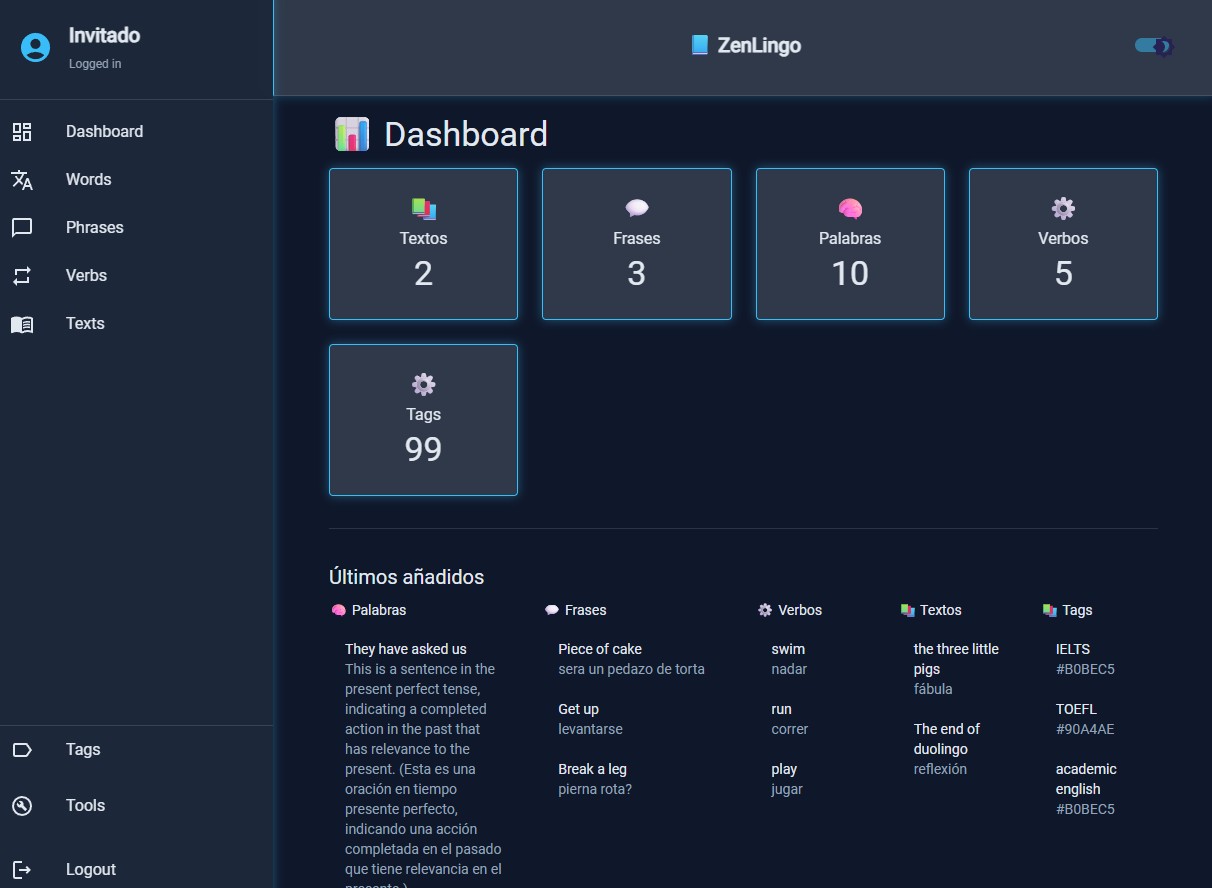 Invitado
Logged in
ZenLingo
Dashboard
Words
Phrases
Verbs
Texts
Tags
Tools
Logout
Dashboard
Textos
2
Frases
3
Palabras
10
Verbos
5
Tags
99
Últimos añadidos
Palabras
They have asked us
This is a sentence in the
present perfect tense,
indicating a completed
action in the past that
has relevance to the
present. (Esta es una
oración en tiempo
presente perfecto,
indicando una acción
completada en el pasado
que tiene relevancia en el
presente.)
Frases
Piece of cake
sera un pedazo de torta
Get up
levantarse
Break a leg
pierna rota?
Verbos
swim
nadar
run
correr
play
jugar
Textos
the three little
pigs
fábula
The end of
duolingo
reflexión
Tags
IELTS
#B0BEC5
TOEFL
#90A4AE
academic
english
#B0BEC5